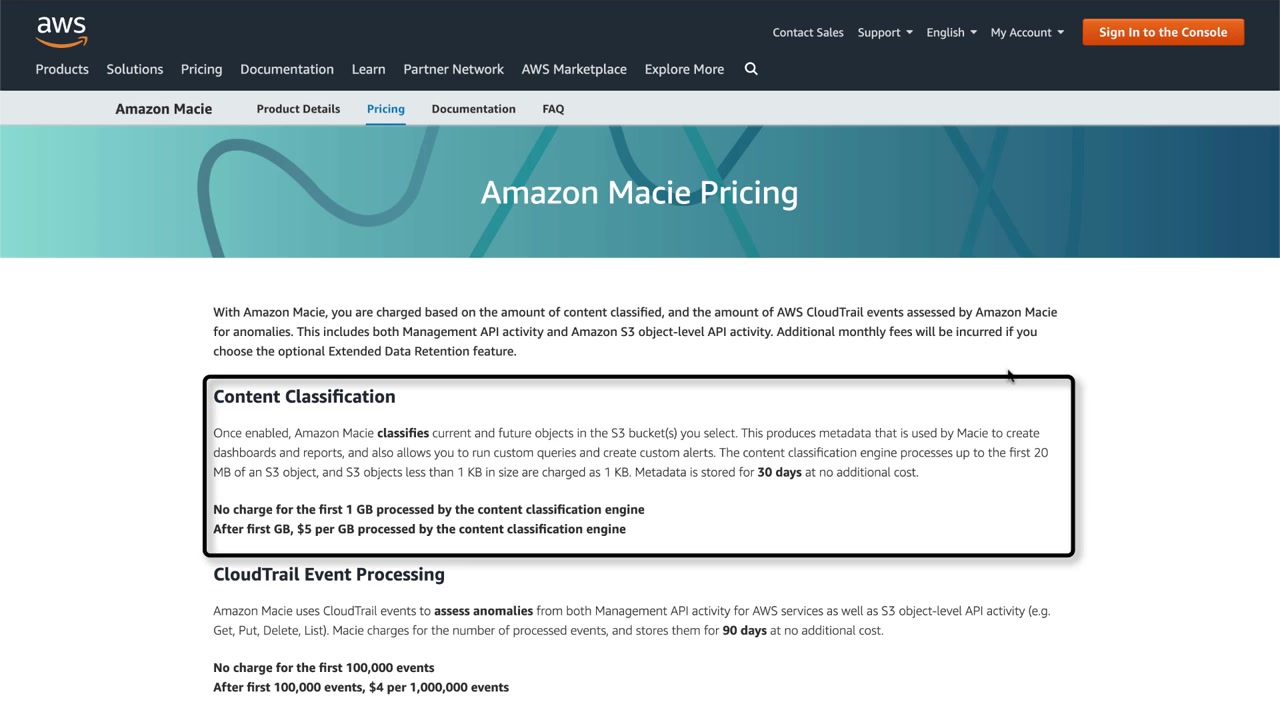 aws
Contact Sales Support English My Account Sign In to the Console
Products Solutions Pricing Documentation Learn Partner Network AWS Marketplace Explore More
Amazon Macie Product Details Pricing Documentation FAQ
Amazon Macie Pricing
With Amazon Macie, you are charged based on the amount of content classified, and the amount of AWS CloudTrail events assessed by Amazon Macie
for anomalies. This includes both Management API activity and Amazon S3 object-level API activity. Additional monthly fees will be incurred if you
choose the optional Extended Data Retention feature.
Content Classification
Once enabled, Amazon Macie classifies current and future objects in the S3 bucket(s) you select. This produces metadata that is used by Macie to create
dashboards and reports, and also allows you to run custom queries and create custom alerts. The content classification engine processes up to the first 20
MB of an S3 object, and S3 objects less than 1 KB in size are charged as 1 KB. Metadata is stored for 30 days at no additional cost.
No charge for the first 1 GB processed by the content classification engine
After first GB, $5 per GB processed by the content classification engine
CloudTrail Event Processing
Amazon Macie uses CloudTrail events to assess anomalies from both Management API activity for AWS services as well as S3 object-level API activity (e.g.
Get, Put, Delete, List). Macie charges for the number of processed events, and stores them for 90 days at no additional cost.
No charge for the first 100,000 events
After first 100,000 events, $4 per 1,000,000 events